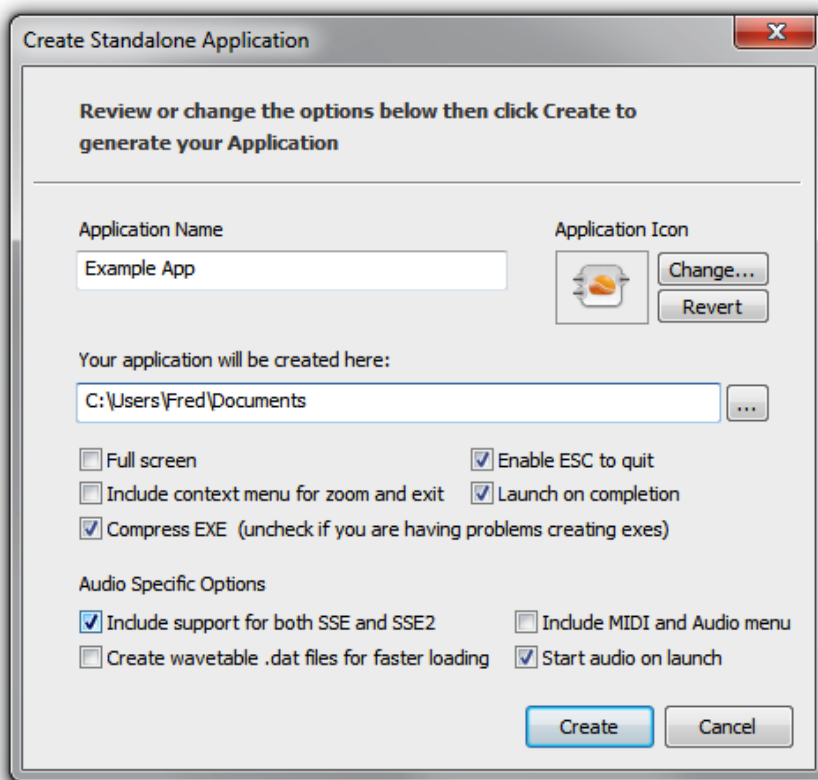 Create Standalone Application
Review or change the options below then click Create to
generate your Application
Application Name
Application Icon
Example App
Change...
Revert
Your application will be created here:
C:\Users\Fred\Documents
...
Full screen
Enable ESC to quit
Include context menu for zoom and exit
Launch on completion
Compress EXE (uncheck if you are having problems creating exes)
Audio Specific Options
Include support for both SSE and SSE2
Include MIDI and Audio menu
Create wavetable .dat files for faster loading
Start audio on launch
Create
Cancel